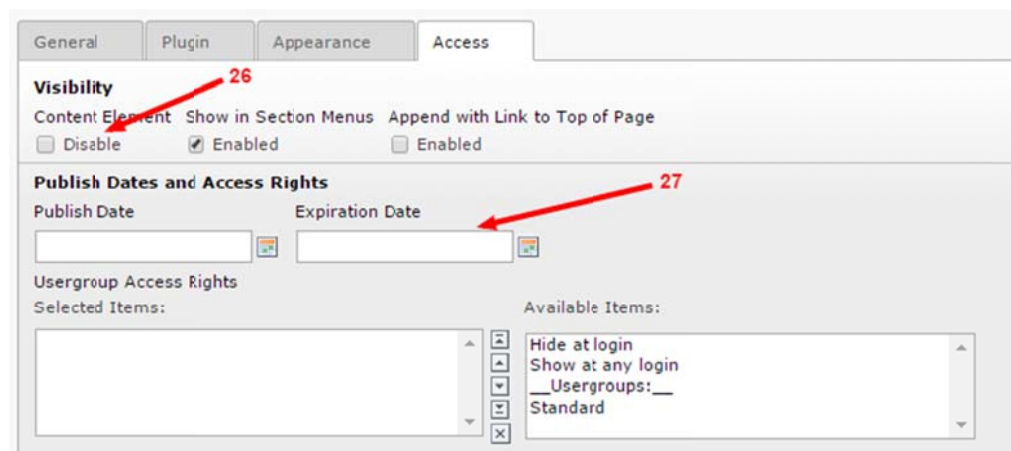 General Plugin Appearance Access
26
Visibility
Content Element Show in Section Menus Append with Link to Top of Page
Disable Enabled Enabled
Publish Dates and Access Rights
27
Publish Date Expiration Date
Usergroup Access Rights
Selected Items: Available Items:
Hide at login
Show at any login
__Usergroups:__
Standard